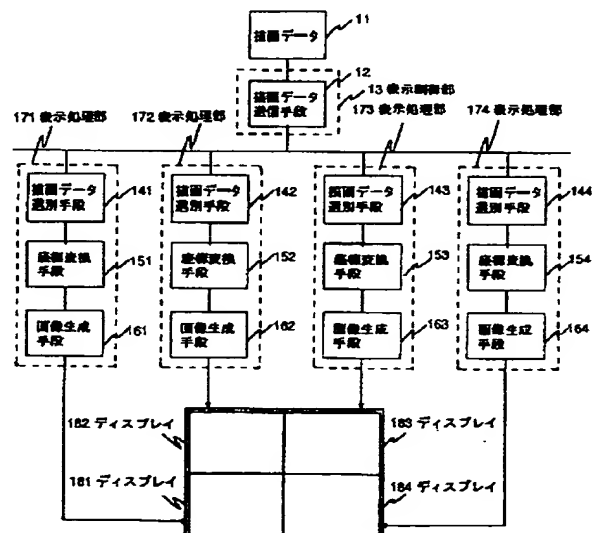 描画データ
11
12
描画データ
送信手段
13 表示制御部
171 表示処理部
172 表示処理部
173 表示処理部
174 表示処理部
描画データ
選別手段
141
描画データ
選別手段
142
描画データ
選別手段
143
描画データ
選別手段
144
座標変換
手段
151
座標変換
手段
152
座標変換
手段
153
座標変換
手段
154
画像生成
手段
161
画像生成
手段
162
画像生成
手段
163
画像生成
手段
164
182 ディスプレイ
183 ディスプレイ
181 ディスプレイ
184 ディスプレイ